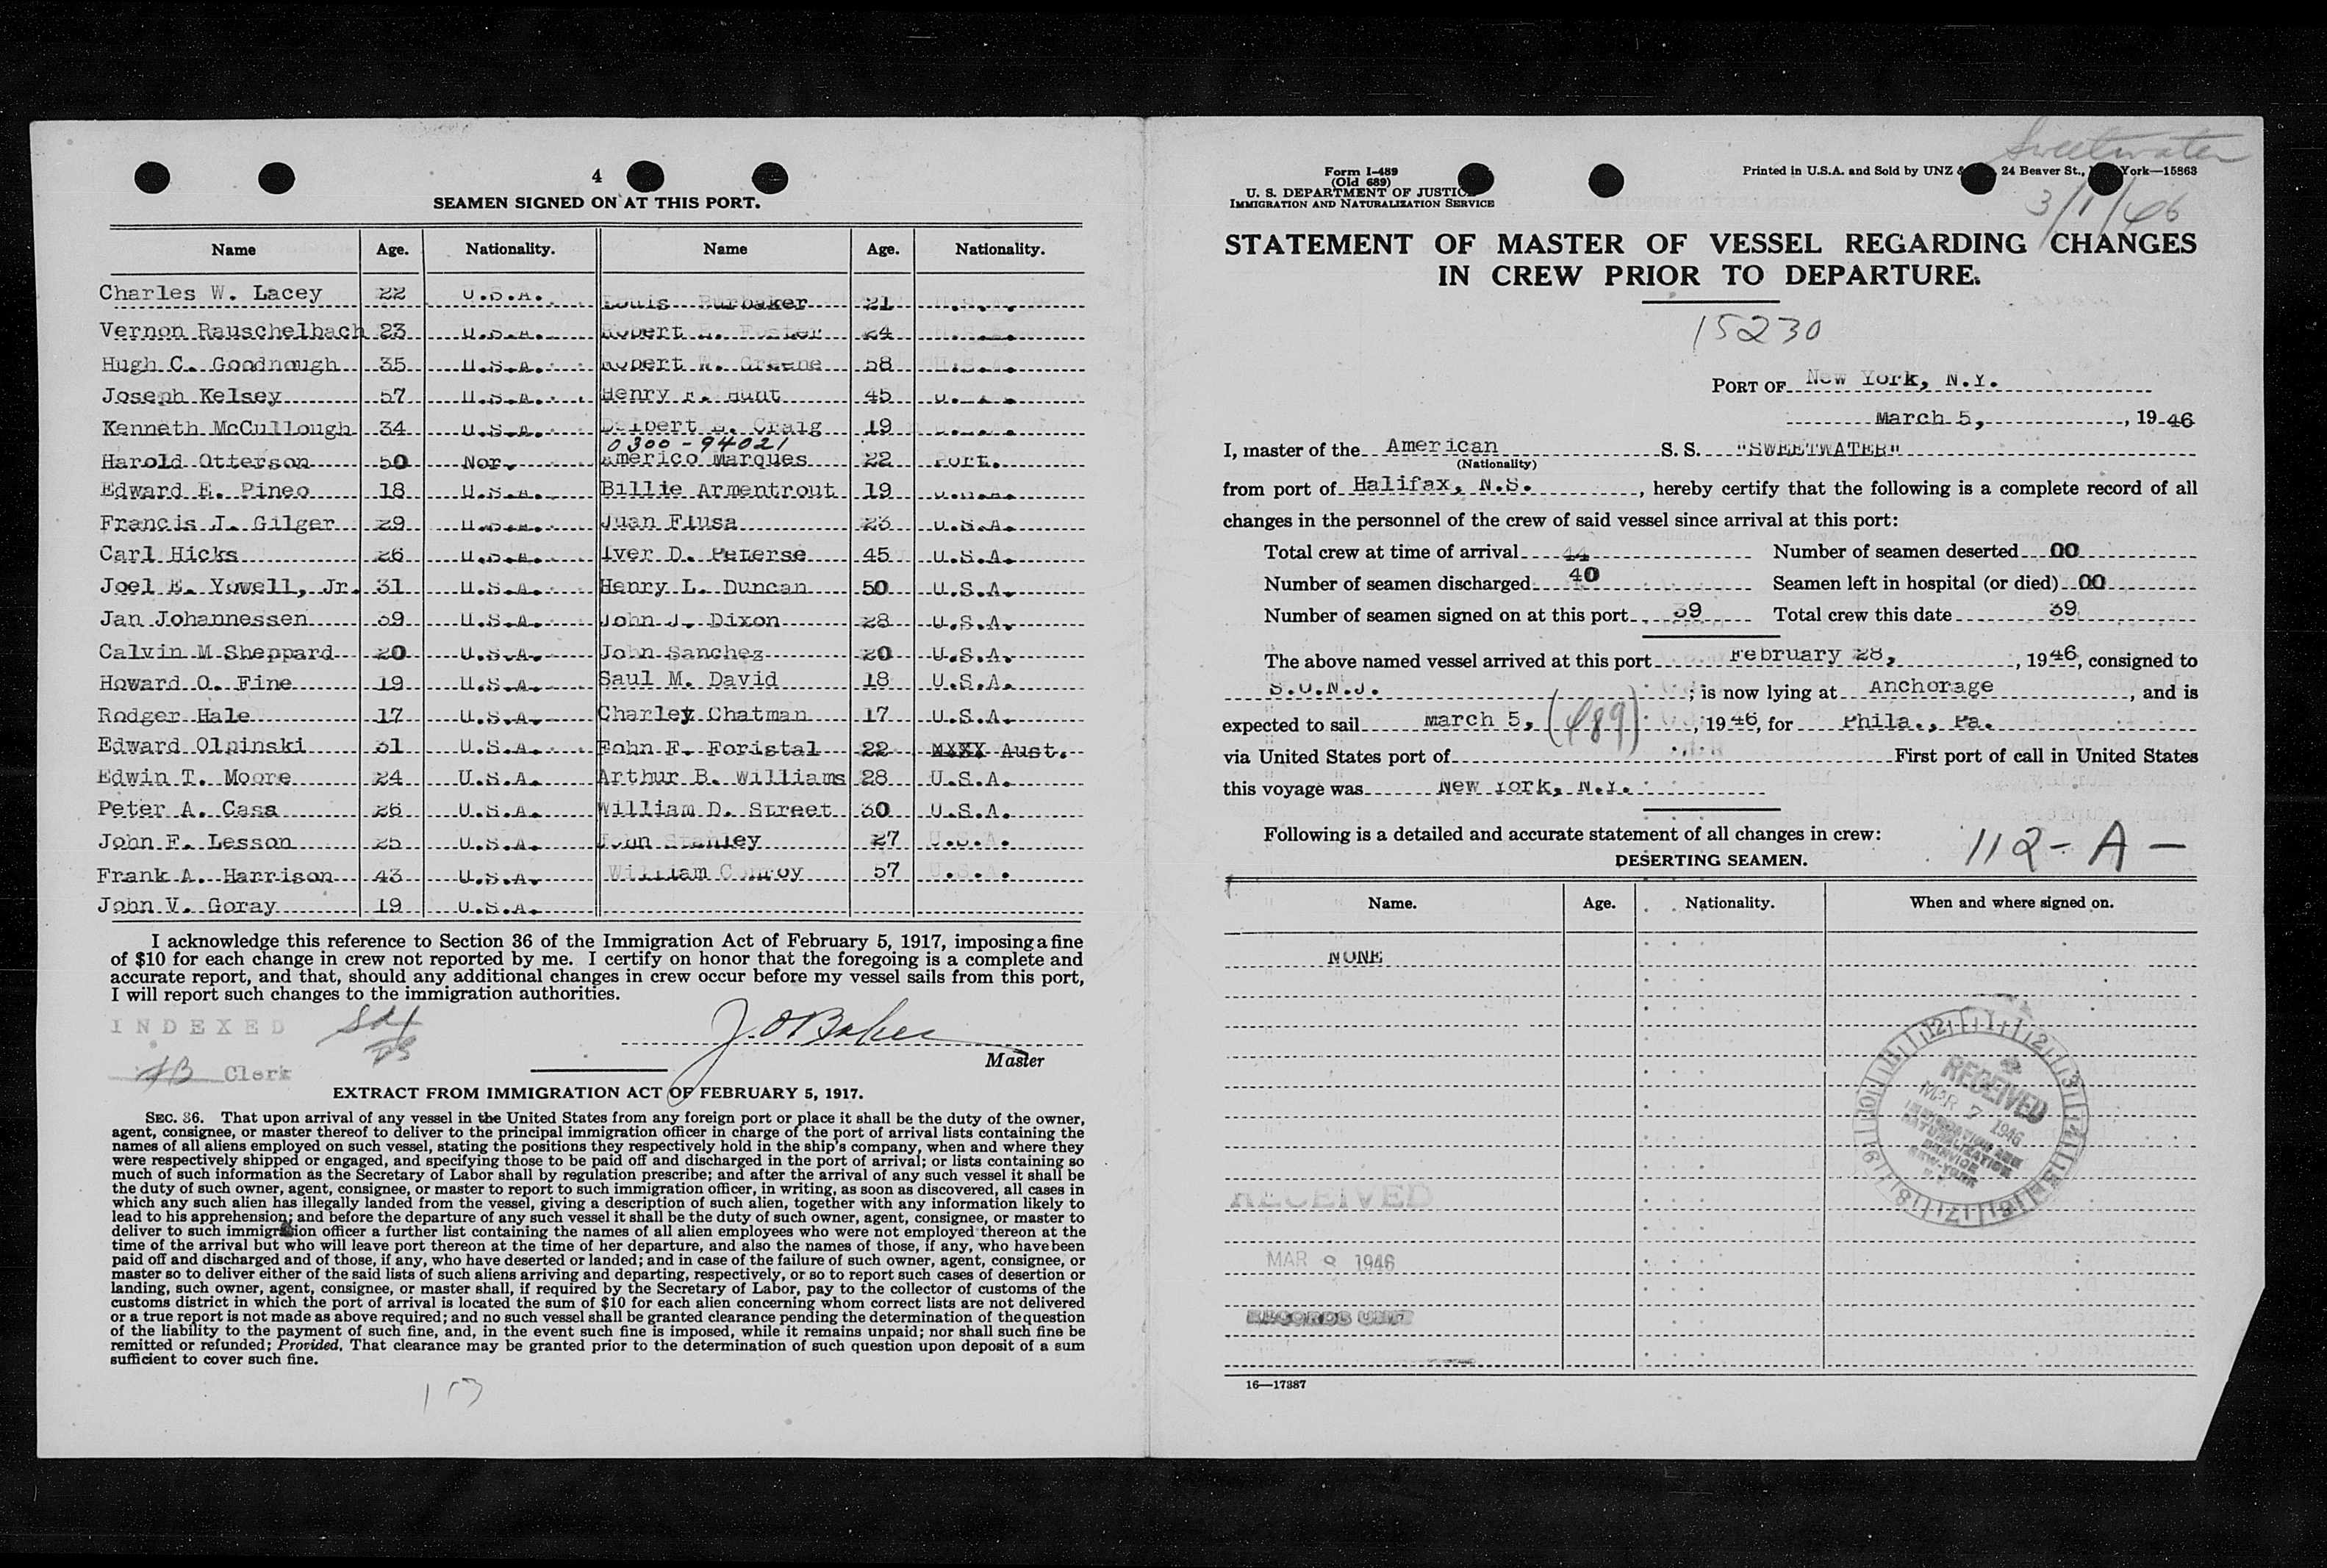 4
SEAMEN SIGNED ON AT THIS PORT.
Name Age. Nationality. Name Age. Nationality.
Charles W. Lacey 22 U.S.A. Louis Burbaker 21
Vernon Rauschelbach 23 U.S.A. Robert Foster 24 U.S.A.
Hugh C. Goodnough 35 U.S.A. Robert W. Greene 58 U.S.A.
Joseph Kelsey 57 U.S.A. Henry F. Hunt 45
Kenneth McCullough 34 U.S.A. Delbert Craig 19
0300-94021
Harold Otterson 50 Nor. Americo Marques 22 Port.
Edward E. Pineo 18 U.S.A. Billie Armentrout 19 U.S.A.
Francis J. Gilger 29 U.S.A. Juan Flusa 23 U.S.A.
Carl Hicks 26 U.S.A. Iver D. Peterse 45 U.S.A.
Joel E. Yowell, Jr. 31 U.S.A. Henry L. Duncan 50 U.S.A.
Jan Johannessen 39 U.S.A. John J. Dixon 28 U.S.A.
Calvin M Sheppard 20 U.S.A. John Sanchez 20 U.S.A.
Howard O. Fine 19 U.S.A. Saul M. David 18 U.S.A.
Rodger Hale 17 U.S.A. Charley Chatman 17 U.S.A.
Edward Olpinski 31 U.S.A. Fohn F. Foristal 22 Aust.
Edwin T. Moore 24 U.S.A. Arthur B. Williams 28 U.S.A.
Peter A. Casa 26 U.S.A. William D. Street 30 U.S.A.
John F. Lesson 25 U.S.A. John Stanley 27 U.S.A.
Frank A. Harrison 43 U.S.A. William Conroy 57
John V. Goray 19 U.S.A.
I acknowledge this reference to Section 36 of the Immigration Act of February 5, 1917, imposing a fine
of $10 for each change in crew not reported by me. I certify on honor that the foregoing is a complete and
accurate report, and that, should any additional changes in crew occur before my vessel sails from this port,
I will report such changes to the immigration authorities.
INDEXED
J. O Baker
Master
Clerk
EXTRACT FROM IMMIGRATION ACT OF FEBRUARY 5, 1917.
SEC. 36. That upon arrival of any vessel in the United States from any foreign port or place it shall be the duty of the owner,
agent, consignee, or master thereof to deliver to the principal immigration officer in charge of the port of arrival lists containing the
names of all aliens employed on such vessel, stating the positions they respectively hold in the ship's company, when and where they
were respectively shipped or engaged, and specifying those to be paid off and discharged in the port of arrival; or lists containing so
much of such information as the Secretary of Labor shall by regulation prescribe; and after the arrival of any such vessel it shall be
the duty of such owner, agent, consignee, or master to report to such immigration officer, in writing, as soon as discovered, all cases in
which any such alien has illegally landed from the vessel, giving a description of such alien, together with any information likely to
lead to his apprehension; and before the departure of any such vessel it shall be the duty of such owner, agent, consignee, or master to
deliver to such immigration officer a further list containing the names of all alien employees who were not employed thereon at the
time of the arrival but who will leave port thereon at the time of her departure, and also the names of those, if any, who have been
paid off and discharged and of those, if any, who have deserted or landed; and in case of the failure of such owner, agent, consignee, or
master so to deliver either of the said lists of such aliens arriving and departing, respectively, or so to report such cases of desertion or
landing, such owner, agent, consignee, or master shall, if required by the Secretary of Labor, pay to the collector of customs of the
customs district in which the port of arrival is located the sum of $10 for each alien concerning whom correct lists are not delivered
or a true report is not made as above required; and no such vessel shall be granted clearance pending the determination of the question
of the liability to the payment of such fine, and, in the event such fine is imposed, while it remains unpaid; nor shall such fine be
remitted or refunded; Provided, That clearance may be granted prior to the determination of such question upon deposit of a sum
sufficient to cover such fine.
Sweetwater
3/1/46
Form I-489
(Old 689)
U. S. DEPARTMENT OF JUSTICE
IMMIGRATION AND NATURALIZATION SERVICE
Printed in U.S.A. and Sold by UNZ & 24 Beaver St., York—15863
STATEMENT OF MASTER OF VESSEL REGARDING CHANGES
IN CREW PRIOR TO DEPARTURE.
15230
PORT OF New York, N.Y.
March 5, , 19 46
I, master of the American S. S. "SWEETWATER"
(Nationality)
from port of Halifax, N.S. , hereby certify that the following is a complete record of all
changes in the personnel of the crew of said vessel since arrival at this port:
Total crew at time of arrival 44 Number of seamen deserted 00
Number of seamen discharged 40 Seamen left in hospital (or died) 00
Number of seamen signed on at this port 39 Total crew this date 39
The above named vessel arrived at this port February 28, , 1946, consigned to
S.O.N.J. ; is now lying at Anchorage , and is
expected to sail March 5, (489) , 1946, for Phila., Pa.
via United States port of First port of call in United States
this voyage was New York, N.Y.
Following is a detailed and accurate statement of all changes in crew:
112-A-
DESERTING SEAMEN.
Name. Age. Nationality. When and where signed on.
NONE
RECEIVED
MAR 7 1946
IMMIGRATION AND
NATURALIZATION
SERVICE
NEW-YORK
N.Y.
RECEIVED
MAR 8 1946
RECORDS UNIT
16—17387